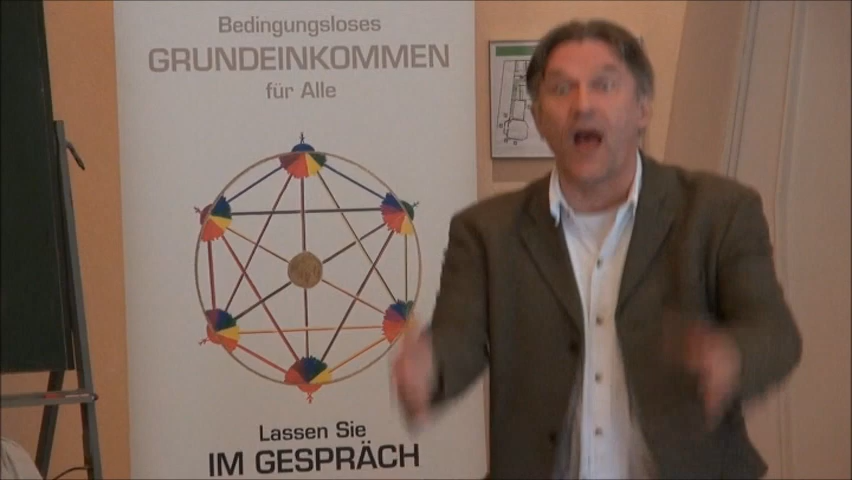 Bedingungsloses
GRUNDEINKOMMEN
für Alle
Lassen Sie
IM GESPRÄCH